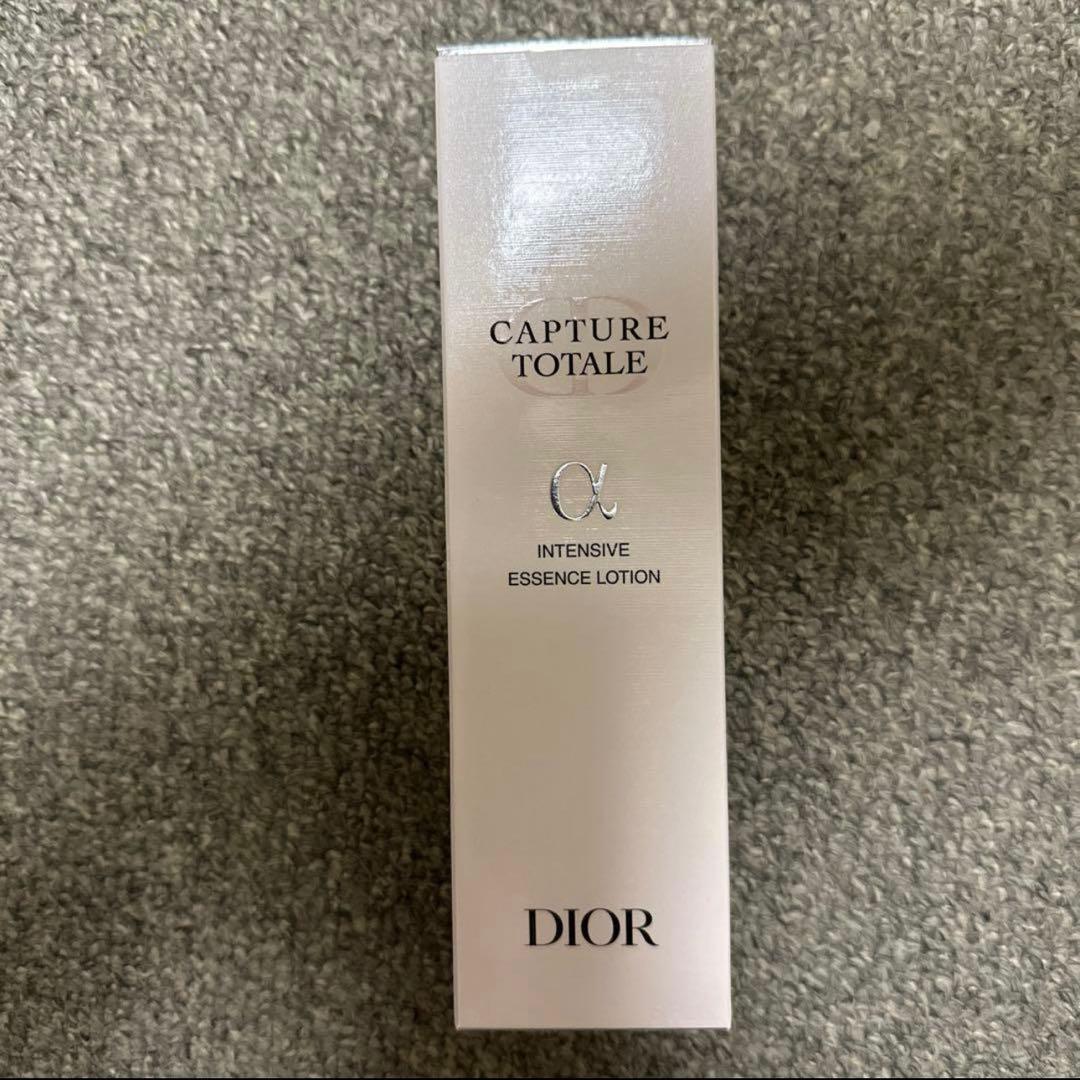 CAPTURE
TOTALE
α
INTENSIVE
ESSENCE LOTION
DIOR